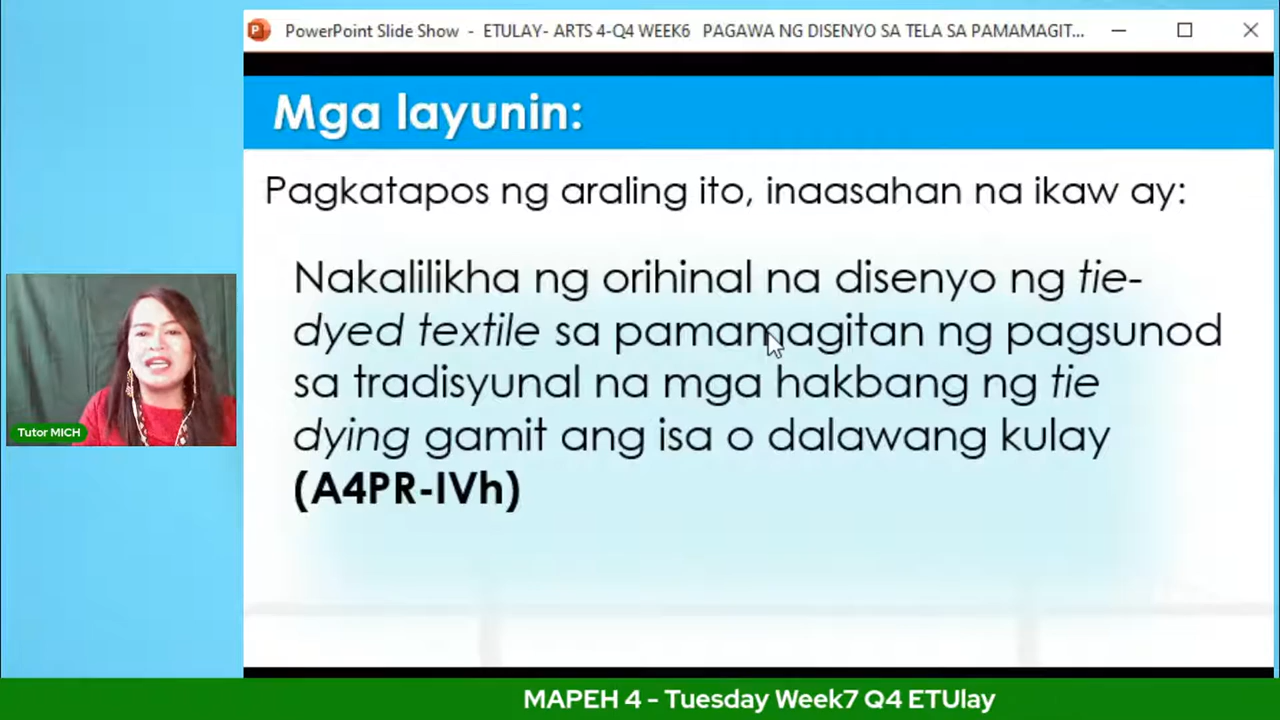 PowerPoint Slide Show - ETULAY- ARTS 4-Q4 WEEK6 PAGAWA NG DISENYO SA TELA SA PAMAMAGIT...
Mga layunin:
Pagkatapos ng araling ito, inaasahan na ikaw ay:
Nakalilikha ng orihinal na disenyo ng tie-
dyed textile sa pamamagitan ng pagsunod
sa tradisyunal na mga hakbang ng tie
dying gamit ang isa o dalawang kulay
(A4PR-IVh)
Tutor MICH
MAPEH 4 - Tuesday Week7 Q4 ETUlay